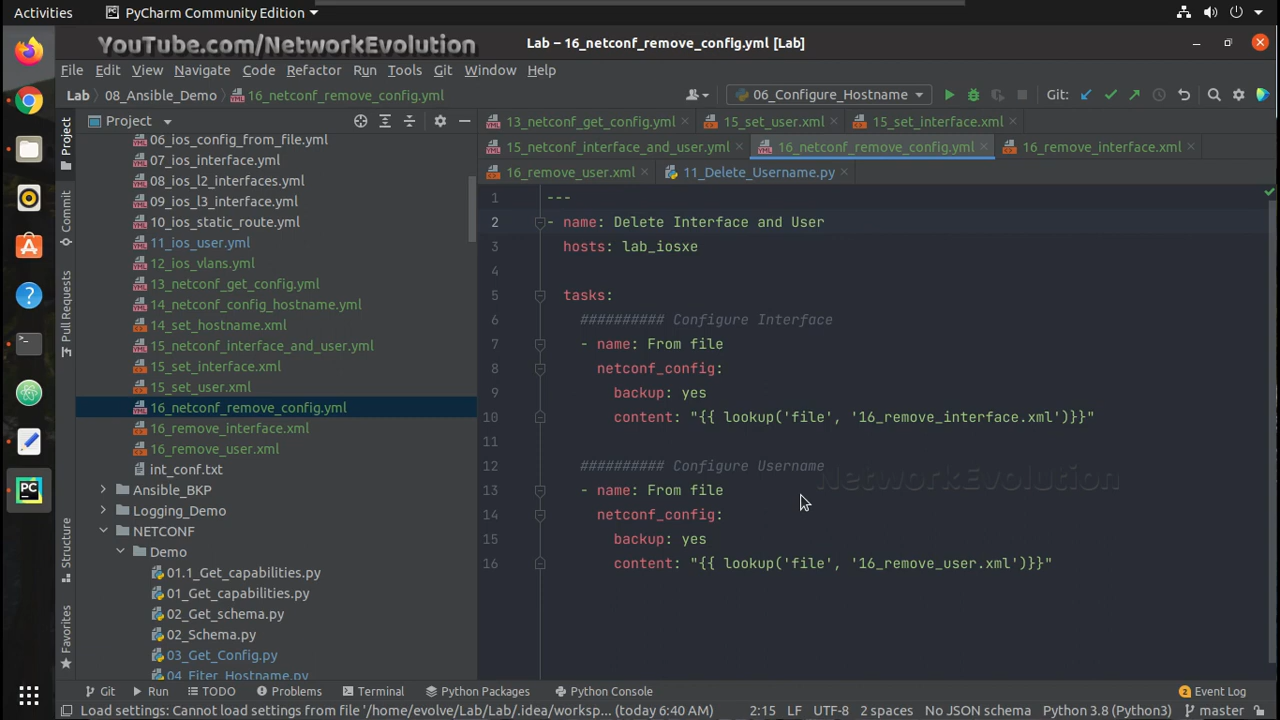 Activities
PyCharm Community Edition
YouTube.com/NetworkEvolution
Lab – 16_netconf_remove_config.yml [Lab]
File Edit View Navigate Code Refactor Run Tools Git Window Help
Lab 08_Ansible_Demo 16_netconf_remove_config.yml
06_Configure_Hostname
Git:
Project
Project
Commit
Pull Requests
Structure
Favorites
06_ios_config_from_file.yml
07_ios_interface.yml
08_ios_l2_interfaces.yml
09_ios_l3_interface.yml
10_ios_static_route.yml
11_ios_user.yml
12_ios_vlans.yml
13_netconf_get_config.yml
14_netconf_config_hostname.yml
14_set_hostname.xml
15_netconf_interface_and_user.yml
15_set_interface.xml
15_set_user.xml
16_netconf_remove_config.yml
16_remove_interface.xml
16_remove_user.xml
int_conf.txt
Ansible_BKP
Logging_Demo
NETCONF
Demo
01.1_Get_capabilities.py
01_Get_capabilities.py
02_Get_schema.py
02_Schema.py
03_Get_Config.py
04_Fiter_Hostname.py
13_netconf_get_config.yml 15_set_user.xml 15_set_interface.xml
15_netconf_interface_and_user.yml 16_netconf_remove_config.yml 16_remove_interface.xml
16_remove_user.xml 11_Delete_Username.py
1 ---
2 - name: Delete Interface and User
3 hosts: lab_iosxe
4
5 tasks:
6 ########## Configure Interface
7 - name: From file
8 netconf_config:
9 backup: yes
10 content: "{{ lookup('file', '16_remove_interface.xml')}}"
11
12 ########## Configure Username
13 - name: From file
14 netconf_config:
15 backup: yes
16 content: "{{ lookup('file', '16_remove_user.xml')}}"
NetworkEvolution
Git Run TODO Problems Terminal Python Packages Python Console 2 Event Log
Load settings: Cannot load settings from file '/home/evolve/Lab/Lab/.idea/worksp... (today 6:40 AM) 2:15 LF UTF-8 2 spaces No JSON schema Python 3.8 (Python3) master